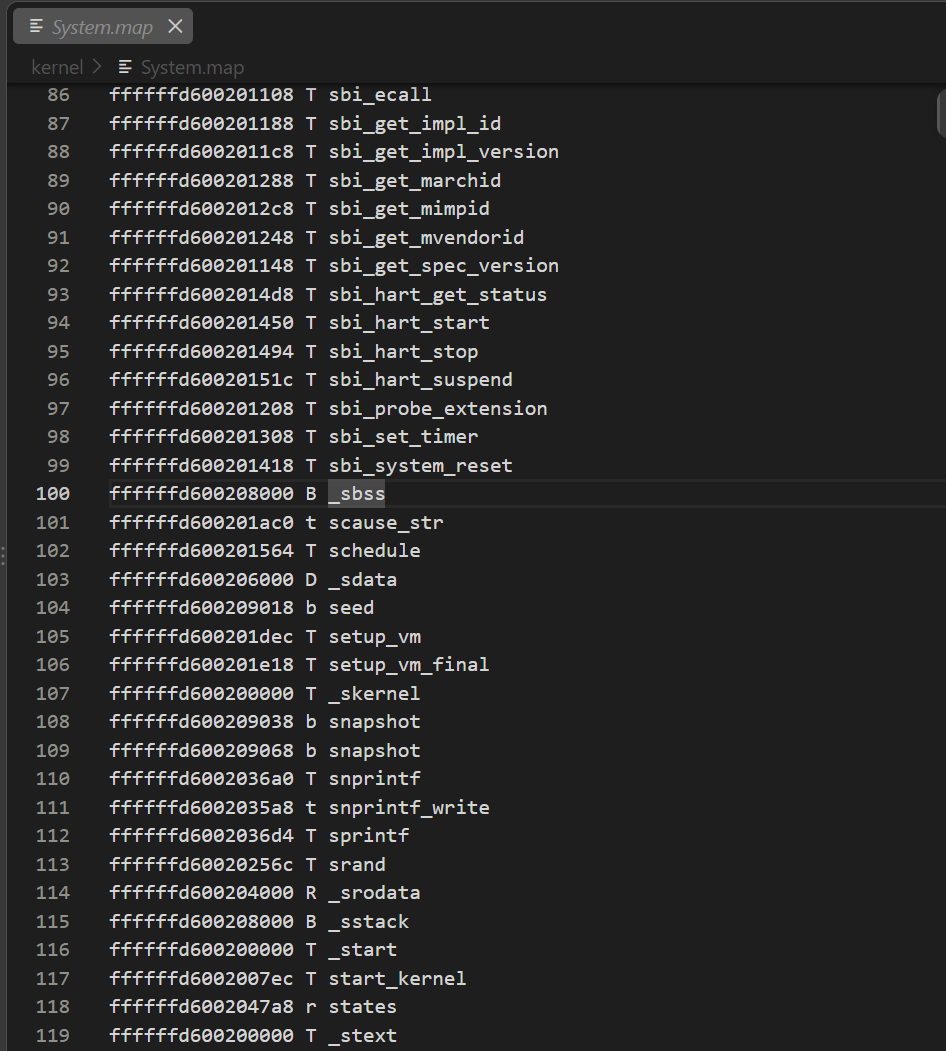 System.map
kernel > System.map
86 ffffffd600201108 T sbi_ecall
87 ffffffd600201188 T sbi_get_impl_id
88 ffffffd6002011c8 T sbi_get_impl_version
89 ffffffd600201288 T sbi_get_marchid
90 ffffffd6002012c8 T sbi_get_mimpid
91 ffffffd600201248 T sbi_get_mvendorid
92 ffffffd600201148 T sbi_get_spec_version
93 ffffffd6002014d8 T sbi_hart_get_status
94 ffffffd600201450 T sbi_hart_start
95 ffffffd600201494 T sbi_hart_stop
96 ffffffd60020151c T sbi_hart_suspend
97 ffffffd600201208 T sbi_probe_extension
98 ffffffd600201308 T sbi_set_timer
99 ffffffd600201418 T sbi_system_reset
100 ffffffd600208000 B _sbss
101 ffffffd600201ac0 t scause_str
102 ffffffd600201564 T schedule
103 ffffffd600206000 D _sdata
104 ffffffd600209018 b seed
105 ffffffd600201dec T setup_vm
106 ffffffd600201e18 T setup_vm_final
107 ffffffd600200000 T _skernel
108 ffffffd600209038 b snapshot
109 ffffffd600209068 b snapshot
110 ffffffd6002036a0 T snprintf
111 ffffffd6002035a8 t snprintf_write
112 ffffffd6002036d4 T sprintf
113 ffffffd60020256c T srand
114 ffffffd600204000 R _srodata
115 ffffffd600208000 B _sstack
116 ffffffd600200000 T _start
117 ffffffd6002007ec T start_kernel
118 ffffffd6002047a8 r states
119 ffffffd600200000 T _stext